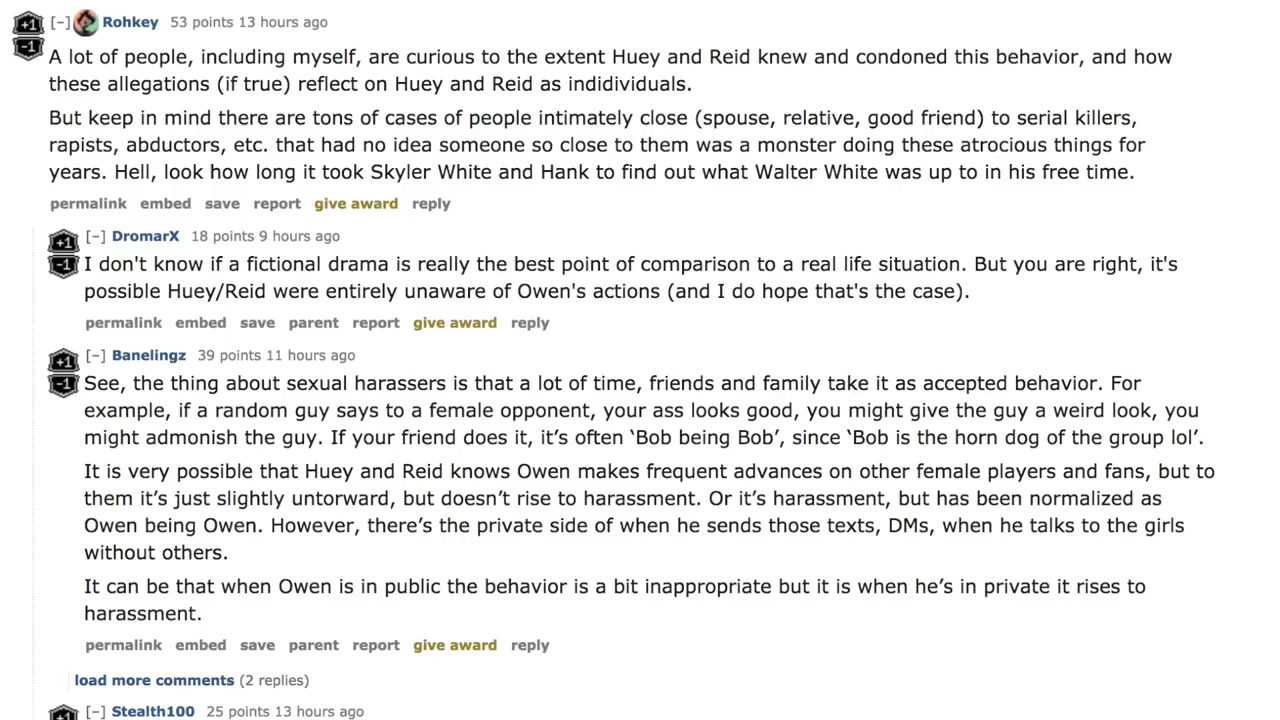 +1 [–] Rohkey 53 points 13 hours ago
-1
A lot of people, including myself, are curious to the extent Huey and Reid knew and condoned this behavior, and how
these allegations (if true) reflect on Huey and Reid as indidividuals.
But keep in mind there are tons of cases of people intimately close (spouse, relative, good friend) to serial killers,
rapists, abductors, etc. that had no idea someone so close to them was a monster doing these atrocious things for
years. Hell, look how long it took Skyler White and Hank to find out what Walter White was up to in his free time.
permalink embed save report give award reply
+1 [–] DromarX 18 points 9 hours ago
-1 I don't know if a fictional drama is really the best point of comparison to a real life situation. But you are right, it's
possible Huey/Reid were entirely unaware of Owen's actions (and I do hope that's the case).
permalink embed save parent report give award reply
+1 [–] Banelingz 39 points 11 hours ago
-1 See, the thing about sexual harassers is that a lot of time, friends and family take it as accepted behavior. For
example, if a random guy says to a female opponent, your ass looks good, you might give the guy a weird look, you
might admonish the guy. If your friend does it, it’s often ‘Bob being Bob’, since ‘Bob is the horn dog of the group lol’.
It is very possible that Huey and Reid knows Owen makes frequent advances on other female players and fans, but to
them it’s just slightly untorward, but doesn’t rise to harassment. Or it’s harassment, but has been normalized as
Owen being Owen. However, there’s the private side of when he sends those texts, DMs, when he talks to the girls
without others.
It can be that when Owen is in public the behavior is a bit inappropriate but it is when he’s in private it rises to
harassment.
permalink embed save parent report give award reply
load more comments (2 replies)
+1 [–] Stealth100 25 points 13 hours ago